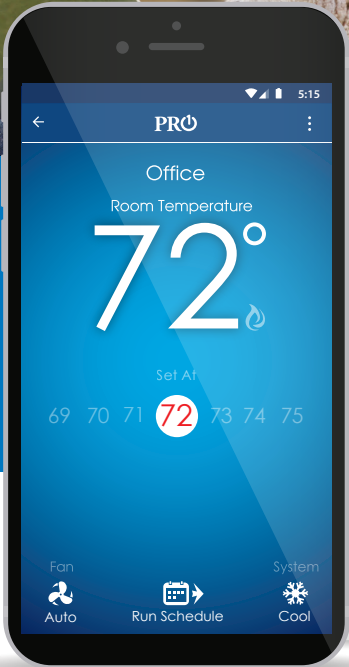 5:15
PRO
Office
Room Temperature
72°
Set At
69 70 71 72 73 74 75
Fan System
Auto Run Schedule Cool